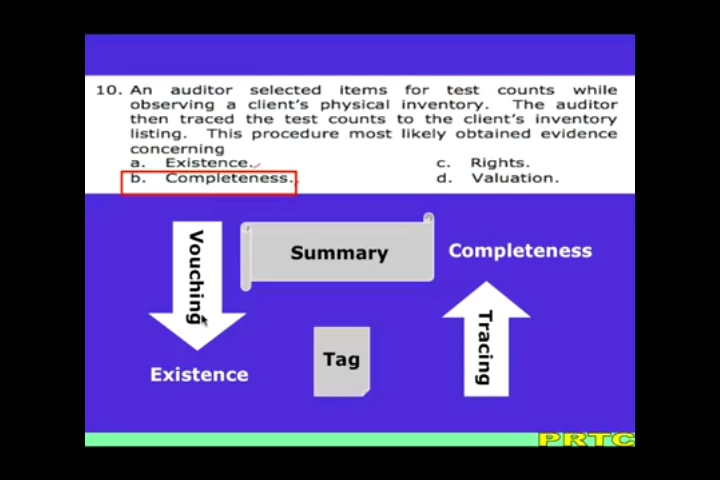 10. An auditor selected items for test counts while
observing a client's physical inventory. The auditor
then traced the test counts to the client's inventory
listing. This procedure most likely obtained evidence
concerning
a. Existence. c. Rights.
b. Completeness. d. Valuation.
Vouching
Summary
Completeness
Tag
Tracing
Existence
PRTC